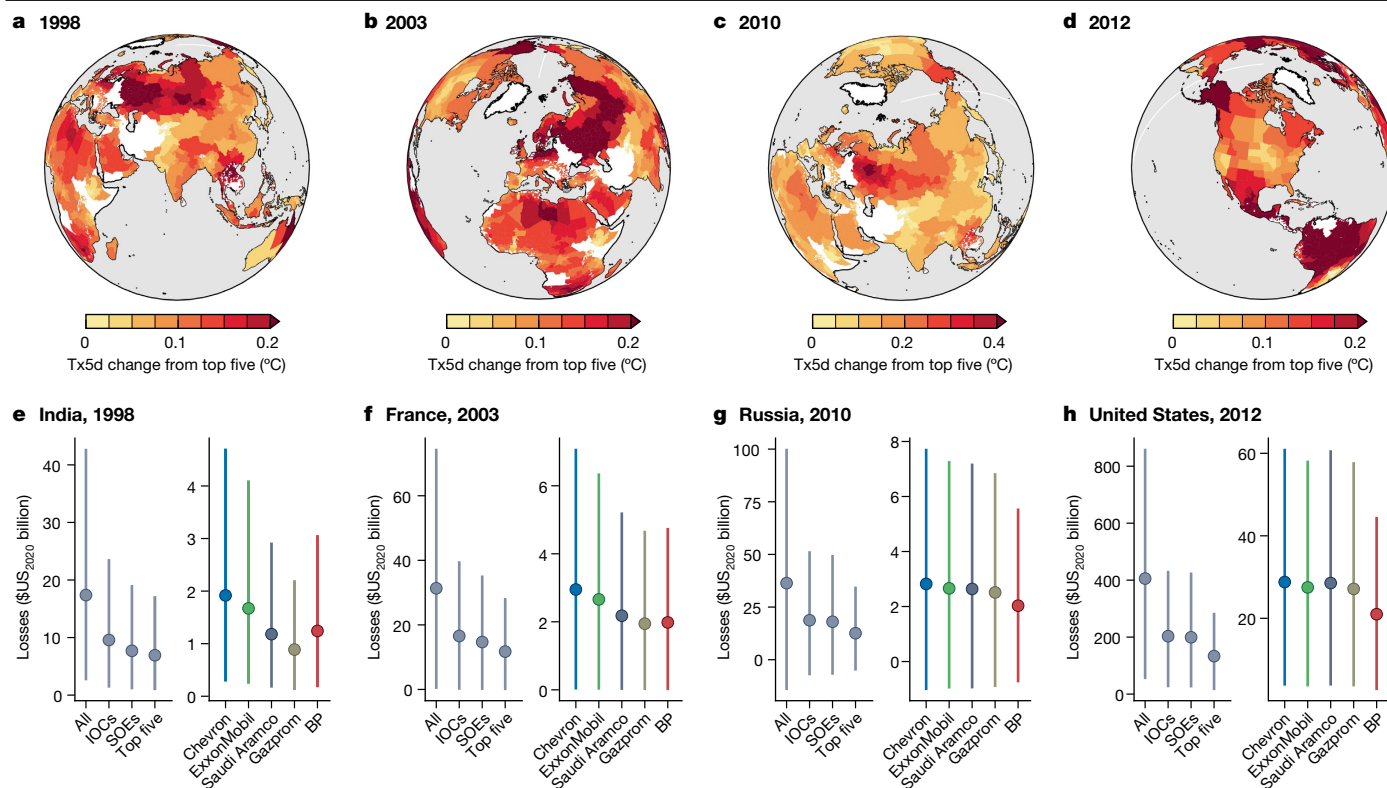 a 1998
b 2003
c 2010
d 2012
0 0.1 0.2
Tx5d change from top five (ºC)
0 0.1 0.2
Tx5d change from top five (ºC)
0 0.2 0.4
Tx5d change from top five (ºC)
0 0.1 0.2
Tx5d change from top five (ºC)
e India, 1998
Losses ($US2020 billion)
40
30
20
10
0
All
IOCs
SOEs
Top five
4
3
2
1
0
Chevron
ExxonMobil
Saudi Aramco
Gazprom
BP
f France, 2003
Losses ($US2020 billion)
60
40
20
0
All
IOCs
SOEs
Top five
6
4
2
0
Chevron
ExxonMobil
Saudi Aramco
Gazprom
BP
g Russia, 2010
Losses ($US2020 billion)
100
75
50
25
0
All
IOCs
SOEs
Top five
8
6
4
2
0
Chevron
ExxonMobil
Saudi Aramco
Gazprom
BP
h United States, 2012
Losses ($US2020 billion)
800
600
400
200
0
All
IOCs
SOEs
Top five
60
40
20
Chevron
ExxonMobil
Saudi Aramco
Gazprom
BP